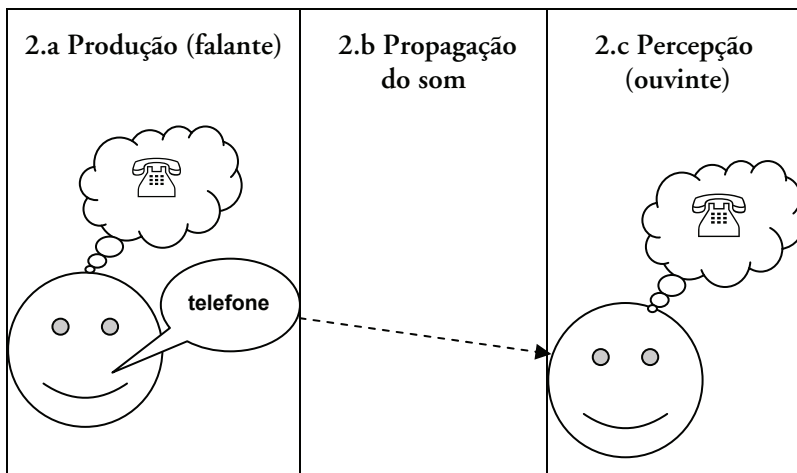 2.a Produção (falante)
2.b Propagação
do som
2.c Percepção
(ouvinte)
telefone